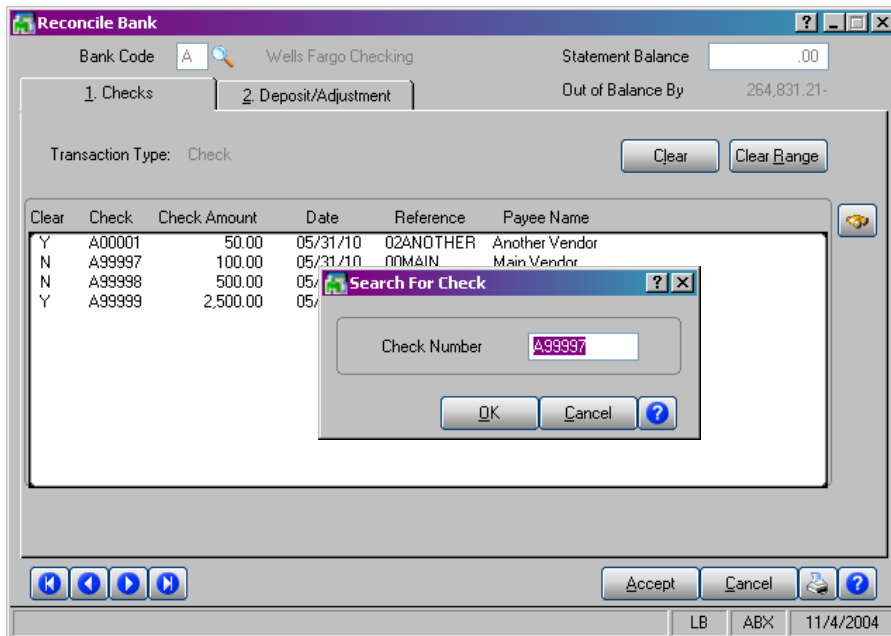 Reconcile Bank
Bank Code A Wells Fargo Checking Statement Balance .00
1. Checks 2. Deposit/Adjustment Out of Balance By 264,831.21-
Transaction Type: Check Clear Clear Range
Clear Check Check Amount Date Reference Payee Name
Y A00001 50.00 05/31/10 02ANOTHER Another Vendor
N A99997 100.00 05/31/10 00MAIN Main Vendor
N A99998 500.00 05/
Y A99999 2,500.00 05/
Search For Check
Check Number A99997
OK Cancel
Accept Cancel
LB ABX 11/4/2004